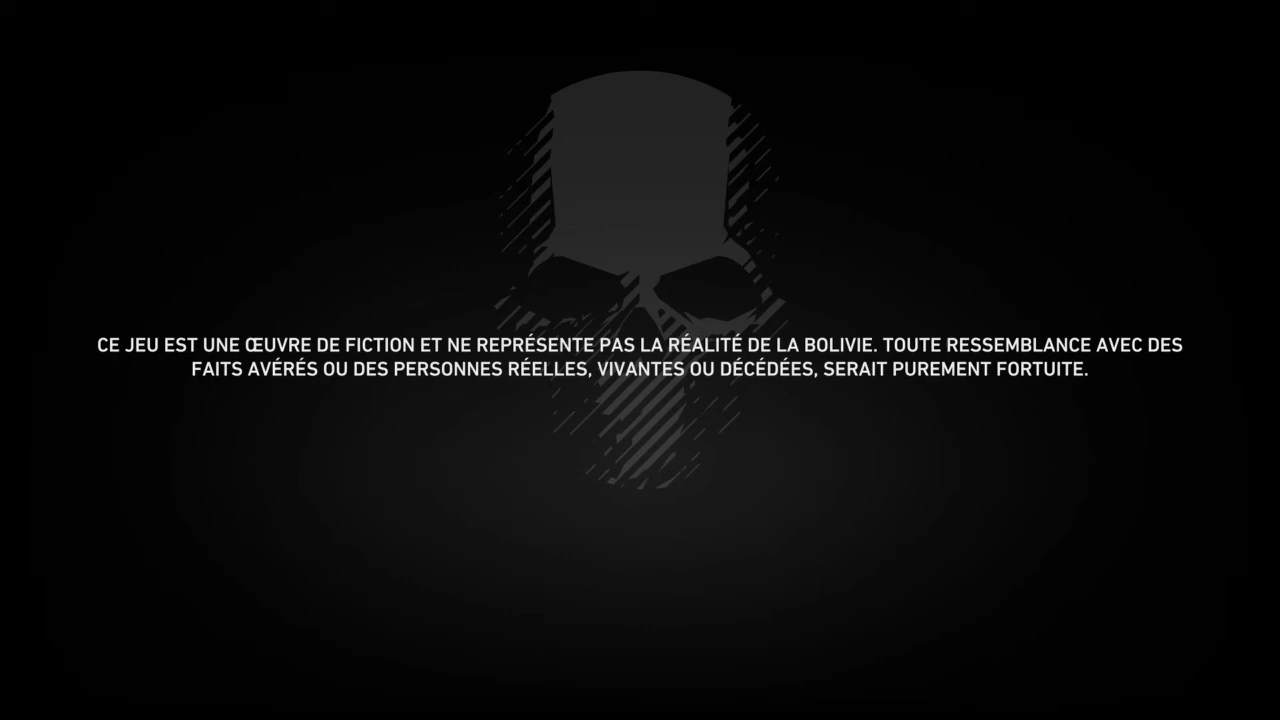 CE JEU EST UNE ŒUVRE DE FICTION ET NE REPRÉSENTE PAS LA RÉALITÉ DE LA BOLIVIE. TOUTE RESSEMBLANCE AVEC DES
FAITS AVÉRÉS OU DES PERSONNES RÉELLES, VIVANTES OU DÉCÉDÉES, SERAIT PUREMENT FORTUITE.